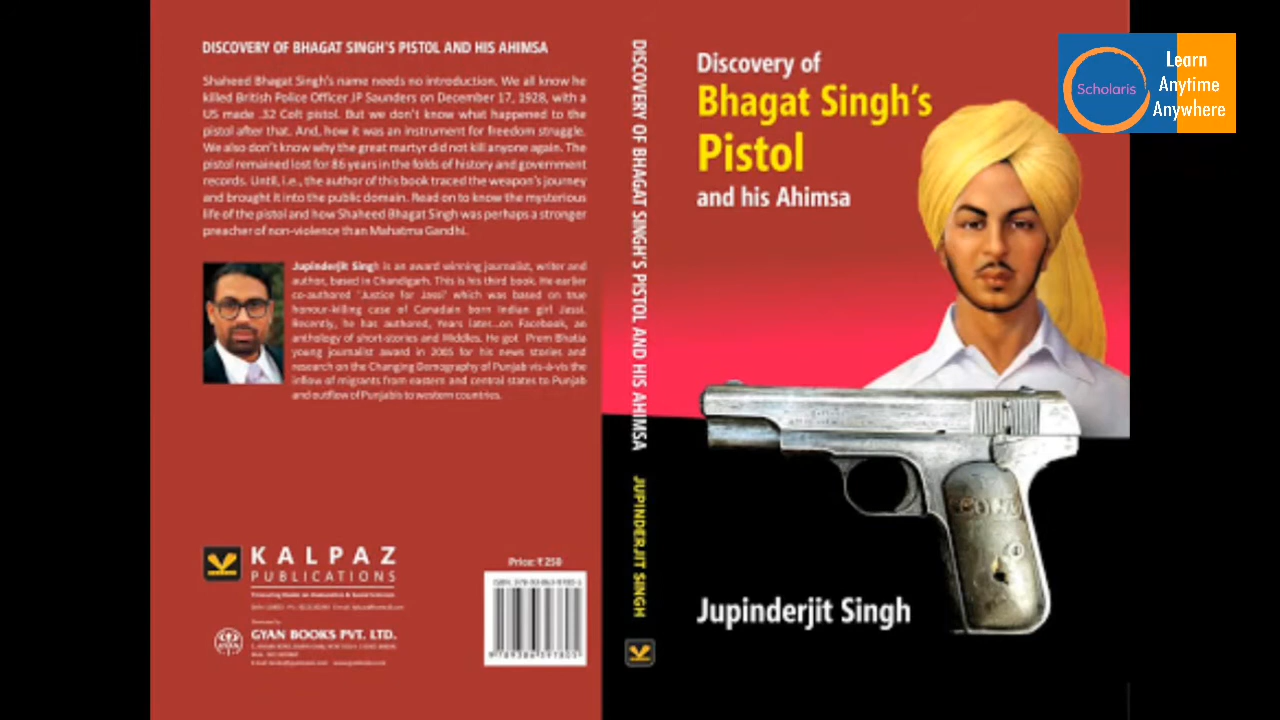 DISCOVERY OF BHAGAT SINGH'S PISTOL AND HIS AHIMSA
Shaheed Bhagat Singh's name needs no introduction. We all know he
killed British Police Officer JP Saunders on December 17, 1928, with a
US made .32 Colt pistol. But we don't know what happened to the
pistol after that. And, how it was an instrument for freedom struggle.
We also don't know why the great martyr did not kill anyone again. The
pistol remained lost for 86 years in the folds of history and government
records. Until, i.e., the author of this book traced the weapon's journey
and brought it into the public domain. Read on to know the mysterious
life of the pistol and how Shaheed Bhagat Singh was perhaps a stronger
preacher of non-violence than Mahatma Gandhi.
Jupinderjit Singh is an award winning journalist, writer and
author, based in Chandigarh. This is his third book. He earlier
co-authored 'Justice for Jassi' which was based on true
honour-killing case of Canadain born Indian girl Jassi.
Recently, he has authored, Years later...on Facebook, an
anthology of short-stories and Middles. He got Prem Bhatia
young journalist award in 2005 for his news stories and
research on the Changing Demography of Punjab vis-à-vis the
inflow of migrants from eastern and central states to Punjab
and outflow of Punjabis to western countries.
KALPAZ
PUBLICATIONS
GYAN BOOKS PVT. LTD.
Price: ₹ 250
DISCOVERY OF BHAGAT SINGH'S PISTOL AND HIS AHIMSA
JUPINDERJIT SINGH
Discovery of
Bhagat Singh's
Pistol
and his Ahimsa
COLT
Jupinderjit Singh
Scholaris
Learn
Anytime
Anywhere